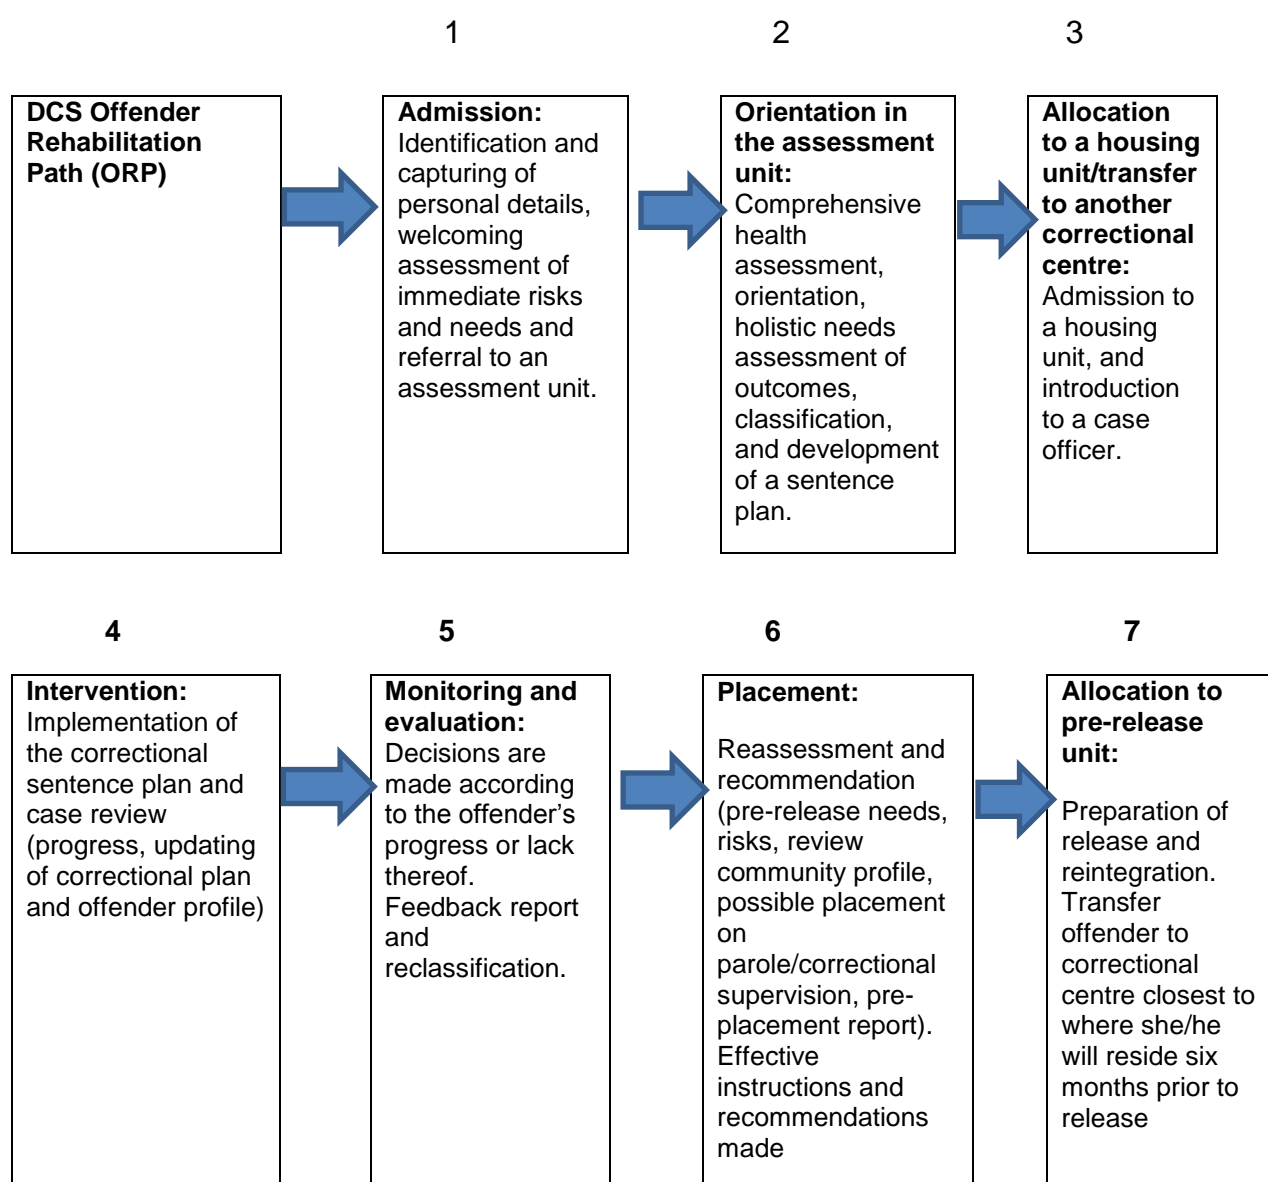 1
2
3
DCS Offender
Rehabilitation
Path (ORP)
Admission:
Identification and
capturing of
personal details,
welcoming
assessment of
immediate risks
and needs and
referral to an
assessment unit.
Orientation in
the assessment
unit:
Comprehensive
health
assessment,
orientation,
holistic needs
assessment of
outcomes,
classification,
and development
of a sentence
plan.
Allocation
to a housing
unit/transfer
to another
correctional
centre:
Admission to
a housing
unit, and
introduction
to a case
officer.
4
5
6
7
Intervention:
Implementation of
the correctional
sentence plan and
case review
(progress, updating
of correctional plan
and offender profile)
Monitoring and
evaluation:
Decisions are
made according
to the offender’s
progress or lack
thereof.
Feedback report
and
reclassification.
Placement:
Reassessment and
recommendation
(pre-release needs,
risks, review
community profile,
possible placement
on
parole/correctional
supervision, pre-
placement report).
Effective
instructions and
recommendations
made
Allocation to
pre-release
unit:
Preparation of
release and
reintegration.
Transfer
offender to
correctional
centre closest to
where she/he
will reside six
months prior to
release